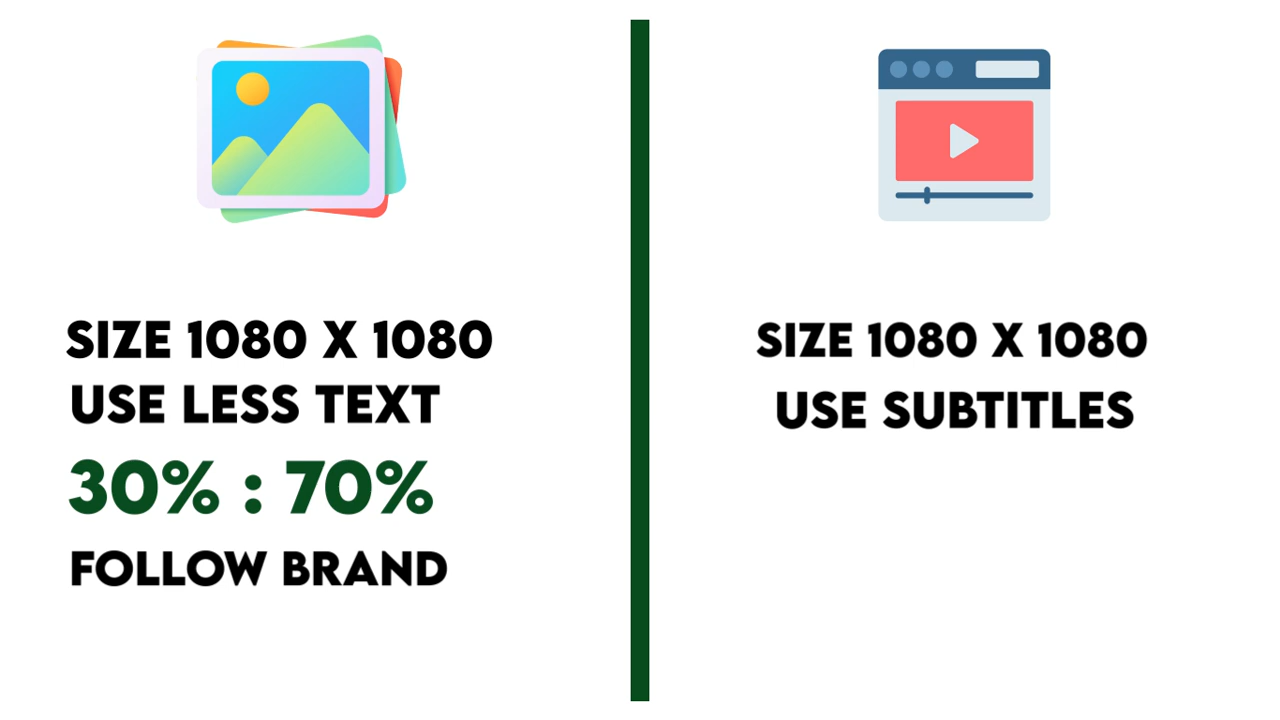 SIZE 1080 X 1080
USE LESS TEXT
30% : 70%
FOLLOW BRAND
SIZE 1080 X 1080
USE SUBTITLES